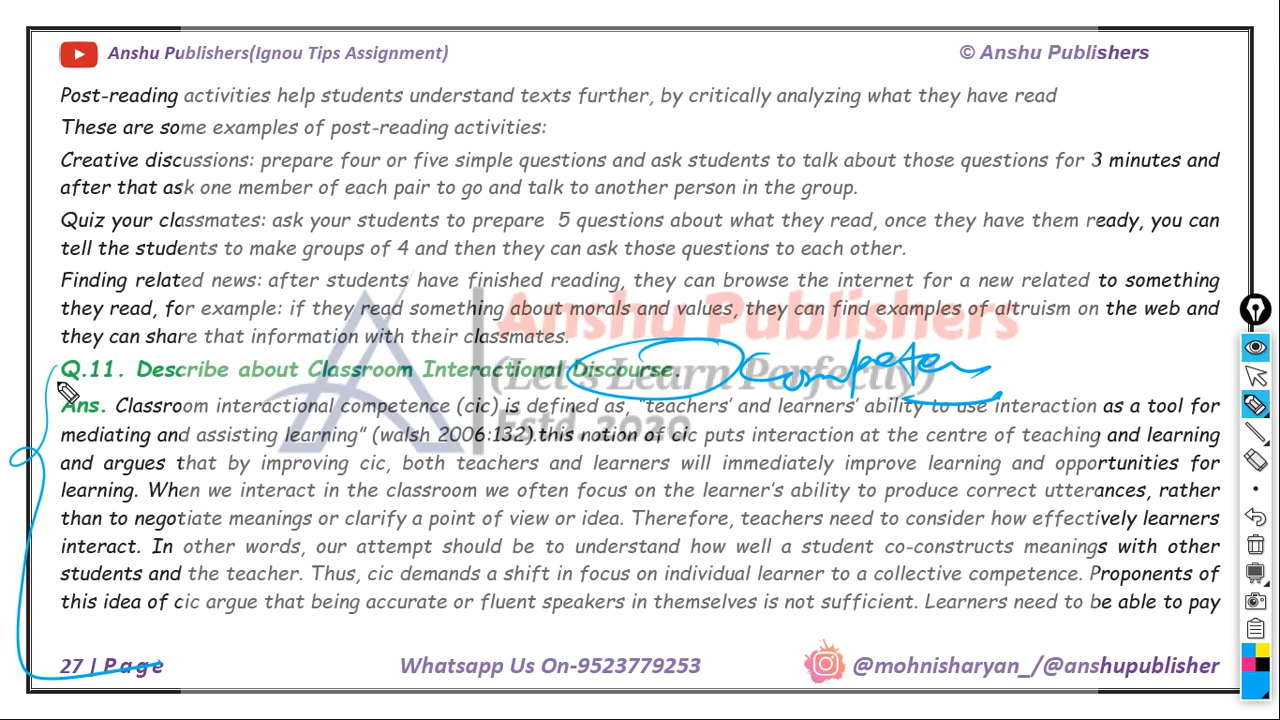 Anshu Publishers(Ignou Tips Assignment) © Anshu Publishers
Post-reading activities help students understand texts further, by critically analyzing what they have read
These are some examples of post-reading activities:
Creative discussions: prepare four or five simple questions and ask students to talk about those questions for 3 minutes and
after that ask one member of each pair to go and talk to another person in the group.
Quiz your classmates: ask your students to prepare 5 questions about what they read, once they have them ready, you can
tell the students to make groups of 4 and then they can ask those questions to each other.
Finding related news: after students have finished reading, they can browse the internet for a new related to something
they read, for example: if they read something about morals and values, they can find examples of altruism on the web and
they can share that information with their classmates.
Anshu Publishers
(Let's Learn Perfectly)
Estd. 2020
Q.11. Describe about Classroom Interactional Discourse.
Ans. Classroom interactional competence (cic) is defined as, “teachers’ and learners’ ability to use interaction as a tool for
mediating and assisting learning” (walsh 2006:132).this notion of cic puts interaction at the centre of teaching and learning
and argues that by improving cic, both teachers and learners will immediately improve learning and opportunities for
learning. When we interact in the classroom we often focus on the learner’s ability to produce correct utterances, rather
than to negotiate meanings or clarify a point of view or idea. Therefore, teachers need to consider how effectively learners
interact. In other words, our attempt should be to understand how well a student co-constructs meanings with other
students and the teacher. Thus, cic demands a shift in focus on individual learner to a collective competence. Proponents of
this idea of cic argue that being accurate or fluent speakers in themselves is not sufficient. Learners need to be able to pay
27 | Page Whatsapp Us On-9523779253 @mohnisharyan_/@anshupublisher